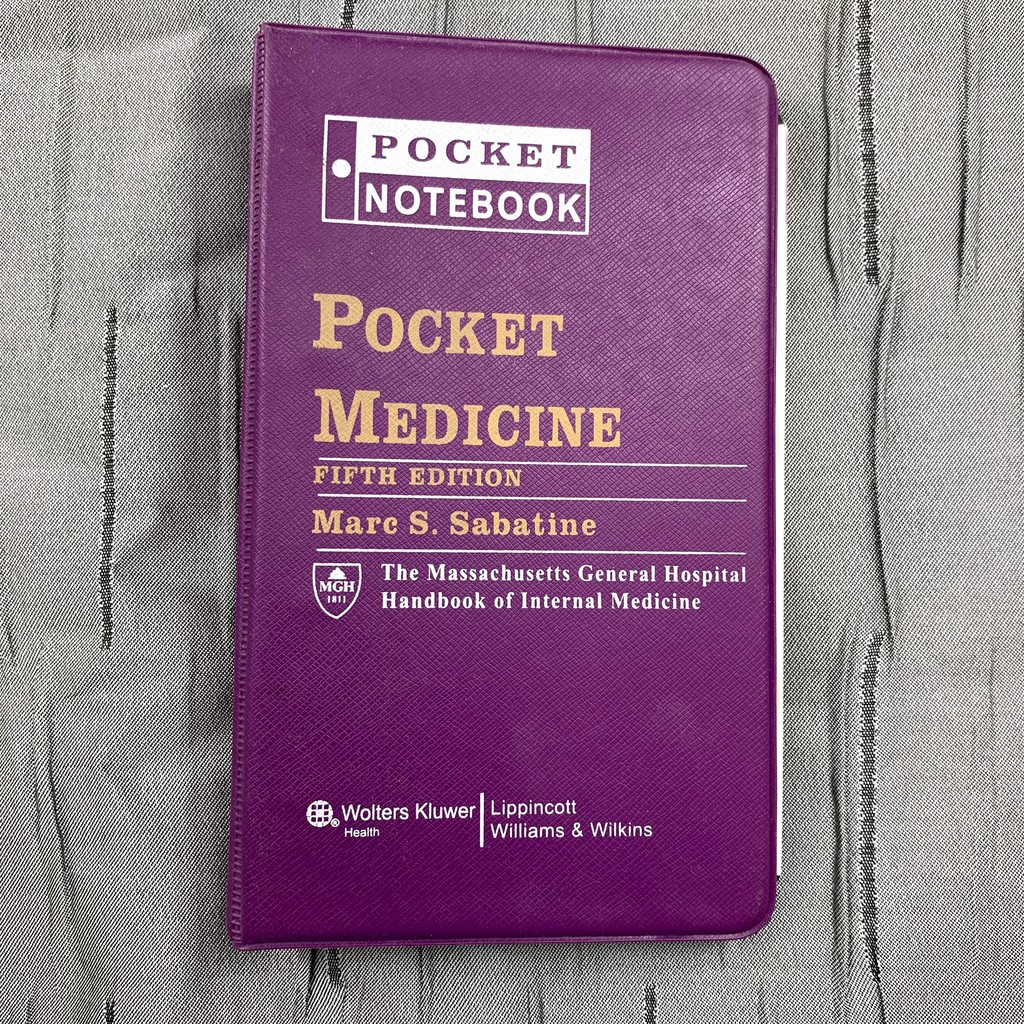 POCKET
NOTEBOOK
POCKET
MEDICINE
FIFTH EDITION
Marc S. Sabatine
MGH
1811
The Massachusetts General Hospital
Handbook of Internal Medicine
Wolters Kluwer
Health
Lippincott
Williams & Wilkins